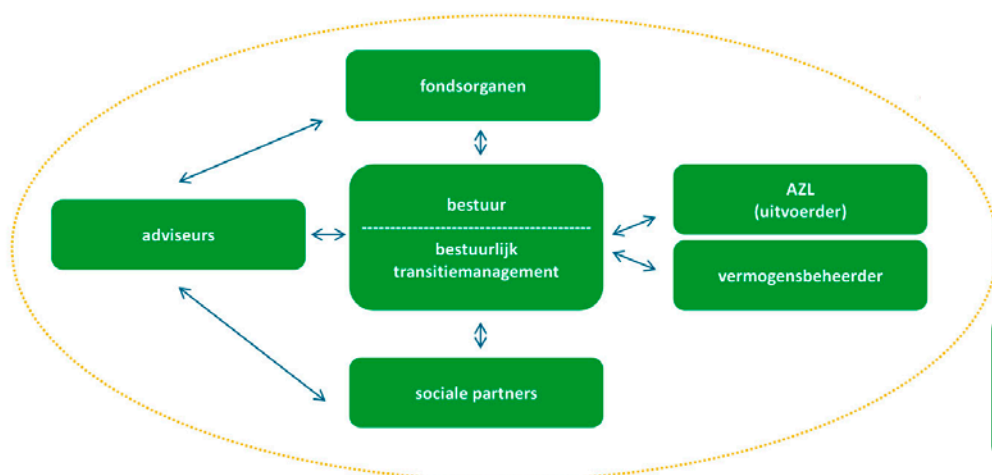 fondsorganen
adviseurs
bestuur
bestuurlijk
transitiemanagement
AZL
(uitvoerder)
vermogensbeheerder
sociale partners